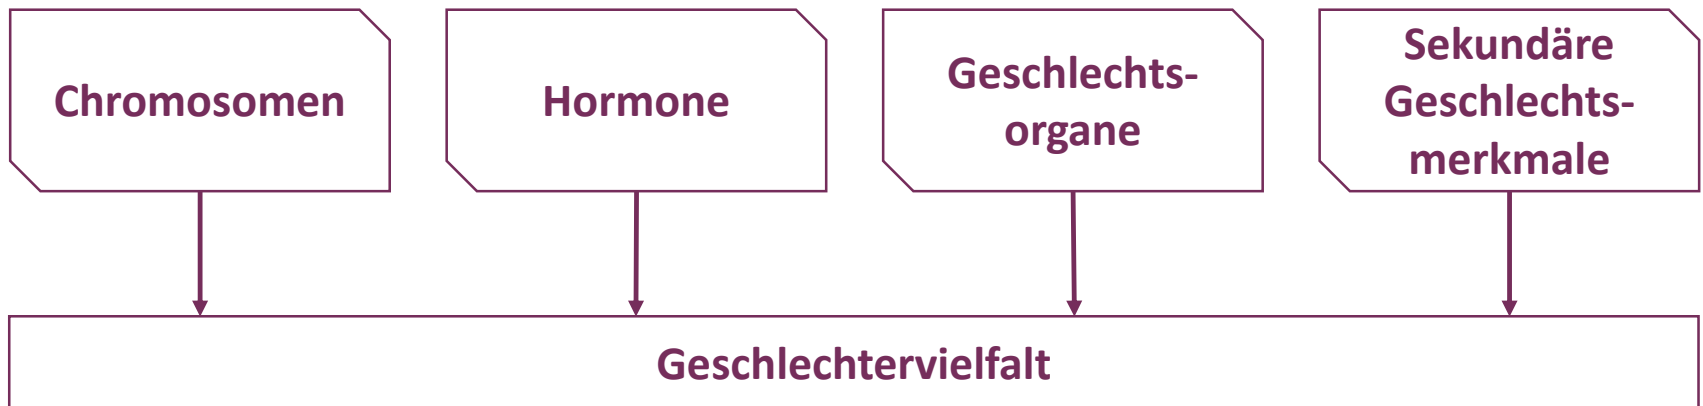 Chromosomen
Hormone
Geschlechts-
organe
Sekundäre
Geschlechts-
merkmale
Geschlechtervielfalt